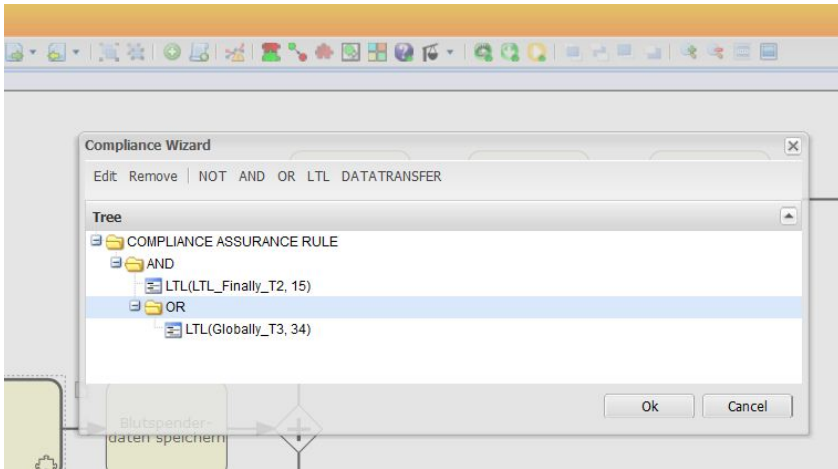 Compliance Wizard
Edit Remove NOT AND OR LTL DATATRANSFER
Tree
COMPLIANCE ASSURANCE RULE
AND
LTL(LTL_Finally_T2, 15)
OR
LTL(Globally_T3, 34)
Ok Cancel
Blutspender-
daten speichern